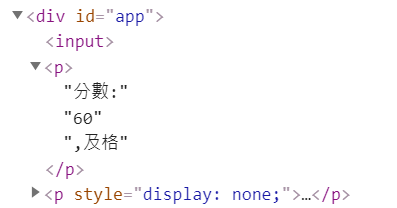 ▼<div id="app">
<input>
▼<p>
"分數:"
"60"
",及格"
</p>
▶<p style="display: none;">…</p>